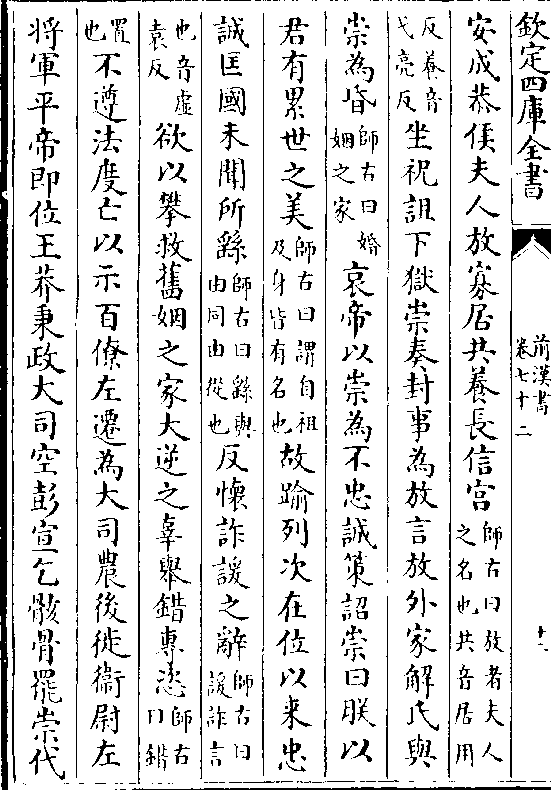 欽定四庫全書
前漢書
卷七十二
十一
安成恭侯夫人放寡居共養長信宮師古曰放者夫人之名也共音居用
反養音弋亮反坐祝詛下獄崇奏封事為放言放外家解氏與
崇為昏師古曰婚姻之家哀帝以崇為不忠誠策詔崇曰朕以
君有累世之美師古曰謂自祖及身皆有名也故踰列次在位以來忠
誠匡國未聞所繇師古曰繇與由同由從也反懷詐諼之辭師古曰諼詐言
也音虛袁反欲以攀救舊姻之家大逆之辜舉錯專恣師古曰錯
置也不遵法度亡以示百僚左遷為大司農後徙衛尉左
將軍平帝即位王莽秉政大司空彭宣乞骸骨罷崇代